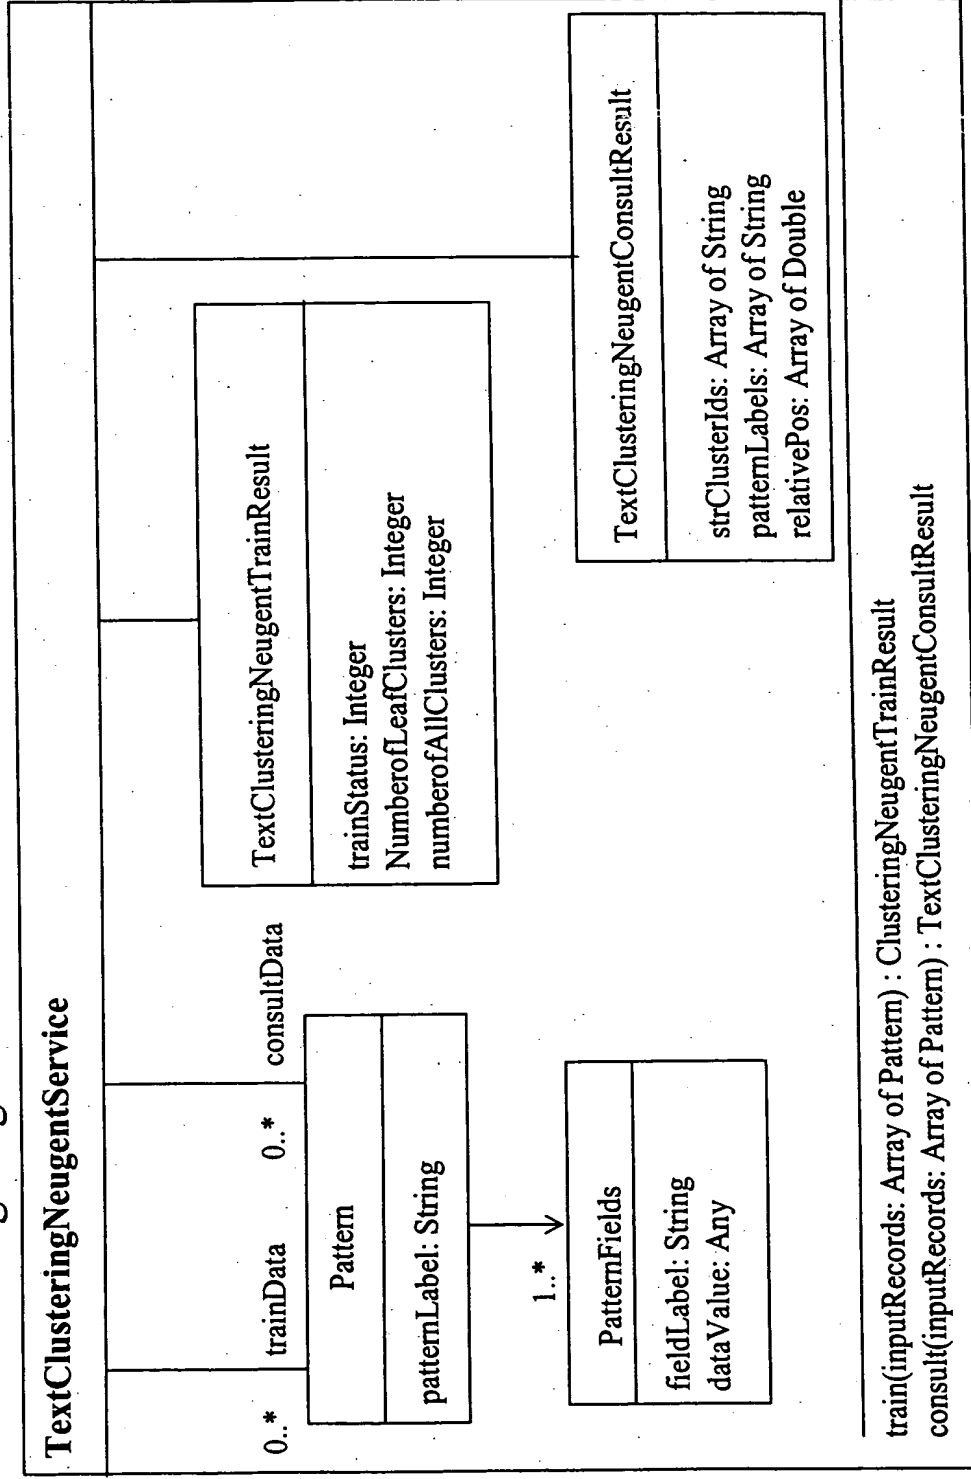 TextClusteringNeugentService
0..*
trainData
0..*
consultData
Pattern
patternLabel: String
1..*
PatternFields
fieldLabel: String
dataValue: Any
TextClusteringNeugentTrainResult
trainStatus: Integer
NumberofLeafClusters: Integer
numberofAllClusters: Integer
TextClusteringNeugentConsultResult
strClusterIds: Array of String
patternLabels: Array of String
relativePos: Array of Double
train(inputRecords: Array of Pattern) : ClusteringNeugentTrainResult
consult(inputRecords: Array of Pattern) : TextClusteringNeugentConsultResult